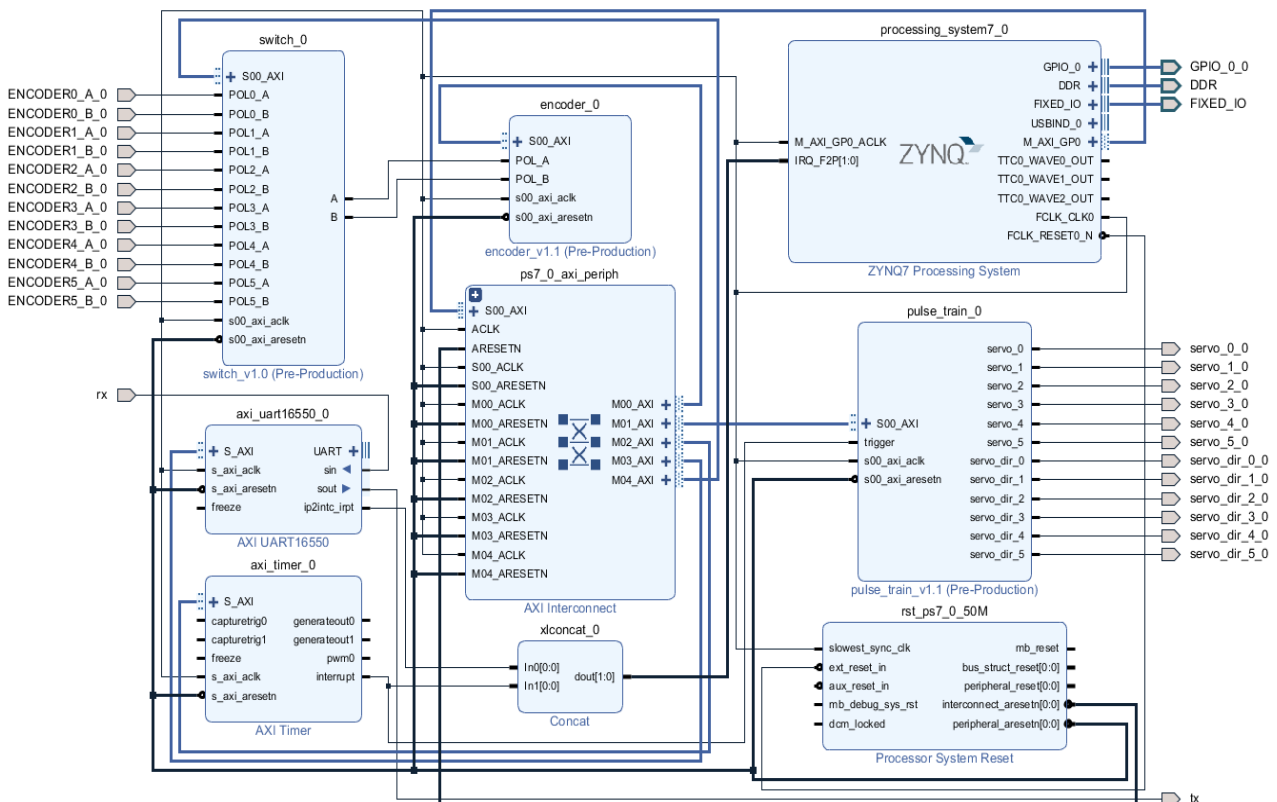 switch_0
S00_AXI
ENCODER0_A_0
POL0_A
ENCODER0_B_0
POL0_B
ENCODER1_A_0
POL1_A
ENCODER1_B_0
POL1_B
ENCODER2_A_0
POL2_A
ENCODER2_B_0
POL2_B
ENCODER3_A_0
POL3_A
ENCODER3_B_0
POL3_B
ENCODER4_A_0
POL4_A
ENCODER4_B_0
POL4_B
ENCODER5_A_0
POL5_A
ENCODER5_B_0
POL5_B
s00_axi_aclk
s00_axi_aresetn
A
B
switch_v1.0 (Pre-Production)
encoder_0
S00_AXI
POL_A
POL_B
s00_axi_aclk
s00_axi_aresetn
encoder_v1.1 (Pre-Production)
processing_system7_0
M_AXI_GP0_ACLK
IRQ_F2P[1:0]
ZYNQ
GPIO_0
DDR
FIXED_IO
USBIND_0
M_AXI_GP0
TTC0_WAVE0_OUT
TTC0_WAVE1_OUT
TTC0_WAVE2_OUT
FCLK_CLK0
FCLK_RESET0_N
ZYNQ7 Processing System
GPIO_0_0
DDR
FIXED_IO
ps7_0_axi_periph
S00_AXI
ACLK
ARESETN
S00_ACLK
S00_ARESETN
M00_ACLK
M00_ARESETN
M01_ACLK
M01_ARESETN
M02_ACLK
M02_ARESETN
M03_ACLK
M03_ARESETN
M04_ACLK
M04_ARESETN
M00_AXI
M01_AXI
M02_AXI
M03_AXI
M04_AXI
AXI Interconnect
pulse_train_0
S00_AXI
trigger
s00_axi_aclk
s00_axi_aresetn
servo_0
servo_1
servo_2
servo_3
servo_4
servo_5
servo_dir_0
servo_dir_1
servo_dir_2
servo_dir_3
servo_dir_4
servo_dir_5
pulse_train_v1.1 (Pre-Production)
servo_0_0
servo_1_0
servo_2_0
servo_3_0
servo_4_0
servo_5_0
servo_dir_0_0
servo_dir_1_0
servo_dir_2_0
servo_dir_3_0
servo_dir_4_0
servo_dir_5_0
rx
axi_uart16550_0
S_AXI
s_axi_aclk
s_axi_aresetn
freeze
UART
sin
sout
ip2intc_irpt
AXI UART16550
axi_timer_0
S_AXI
capturetrig0
capturetrig1
freeze
s_axi_aclk
s_axi_aresetn
generateout0
generateout1
pwm0
interrupt
AXI Timer
xlconcat_0
In0[0:0]
In1[0:0]
dout[1:0]
Concat
rst_ps7_0_50M
slowest_sync_clk
ext_reset_in
aux_reset_in
mb_debug_sys_rst
dcm_locked
mb_reset
bus_struct_reset[0:0]
peripheral_reset[0:0]
interconnect_aresetn[0:0]
peripheral_aresetn[0:0]
Processor System Reset
tx